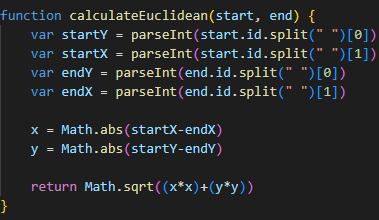 function calculateEuclidean(start, end) {
var startY = parseInt(start.id.split(" ")[0])
var startX = parseInt(start.id.split(" ")[1])
var endY = parseInt(end.id.split(" ")[0])
var endX = parseInt(end.id.split(" ")[1])
x = Math.abs(startX-endX)
y = Math.abs(startY-endY)
return Math.sqrt((x*x)+(y*y))
}